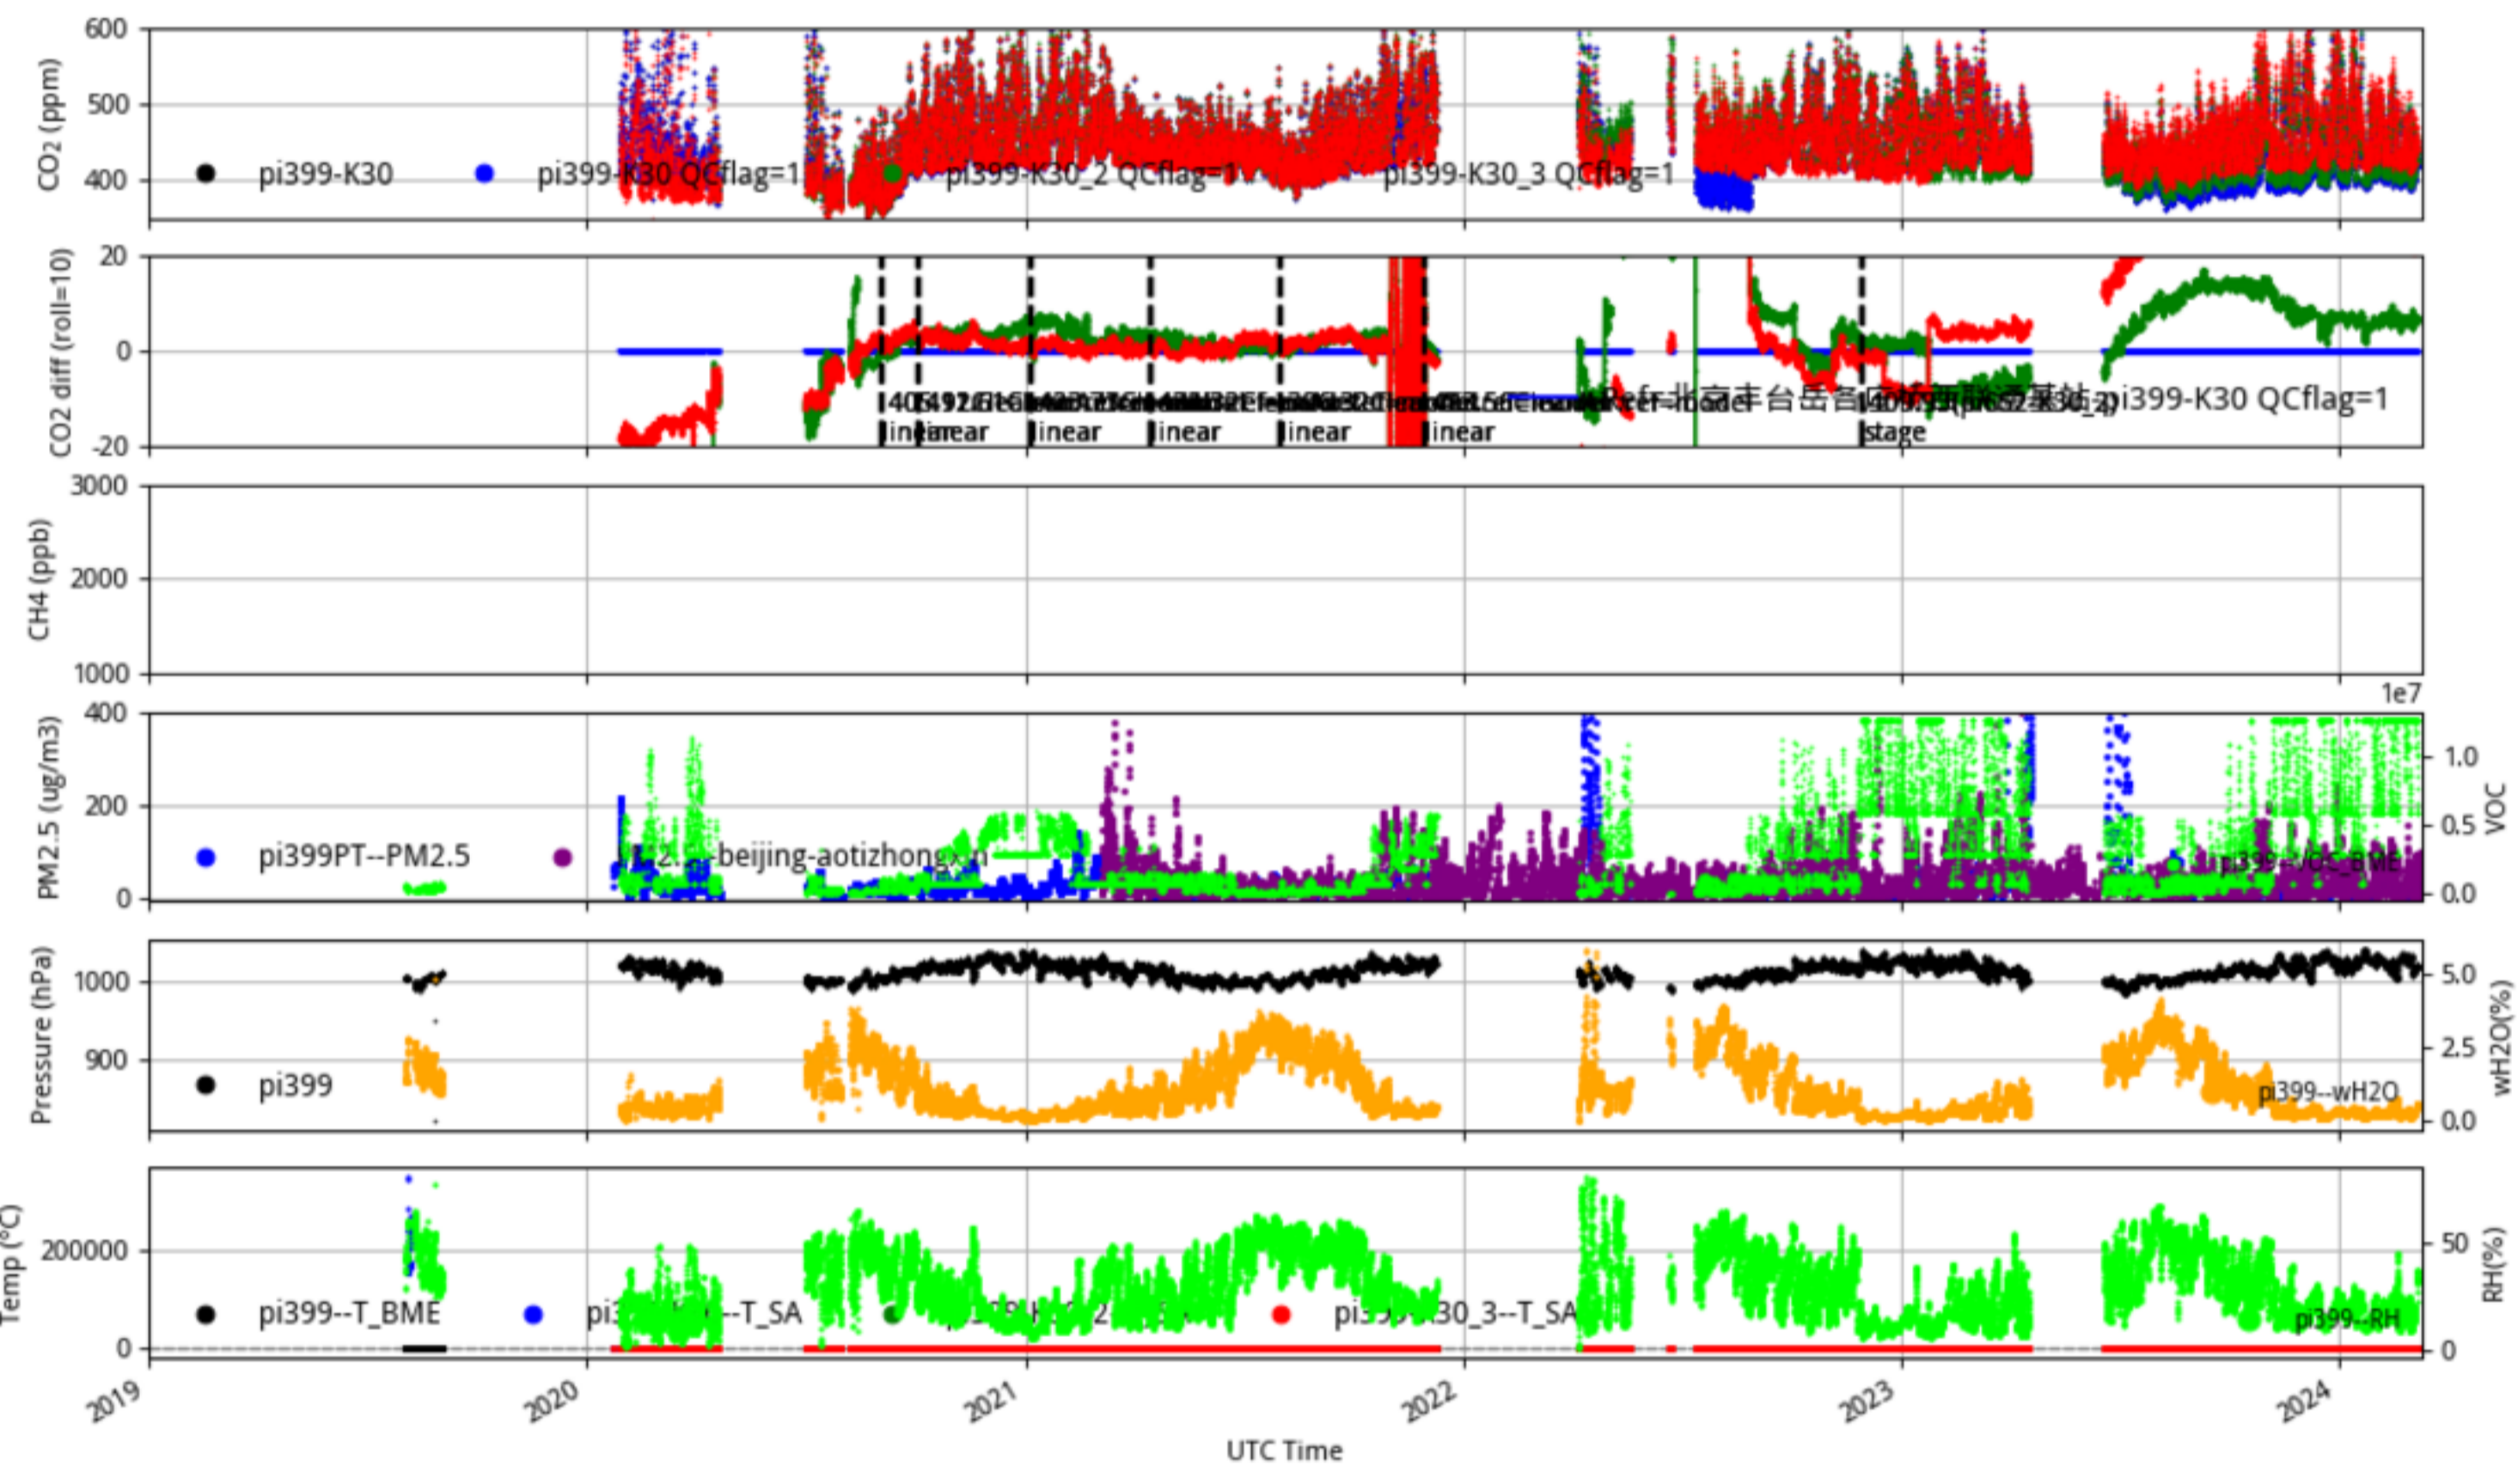 600
500
400
CO2 (ppm)
pi399-K30
pi399-K30 QCflag=1
pi399-K30_2 QCflag=1
pi399-K30_3 QCflag=1
20
0
-20
CO2 diff (roll=10)
pi399-K30 QCflag=1
linear
linear
linear
linear
linear
linear
stage
3000
2000
1000
CH4 (ppb)
1e7
400
200
0
PM2.5 (ug/m3)
pi399PT--PM2.5
-beijing-aotizhongxin
pi399--VOC_BME
1.0
0.5
0.0
VOC
1000
900
Pressure (hPa)
pi399
pi399--wH2O
5.0
2.5
0.0
wH2O(%)
200000
0
Temp (°C)
pi399--T_BME
--T_SA
pi399-K30_3--T_SA
pi399--RH
50
0
RH(%)
2019
2020
2021
2022
2023
2024
UTC Time